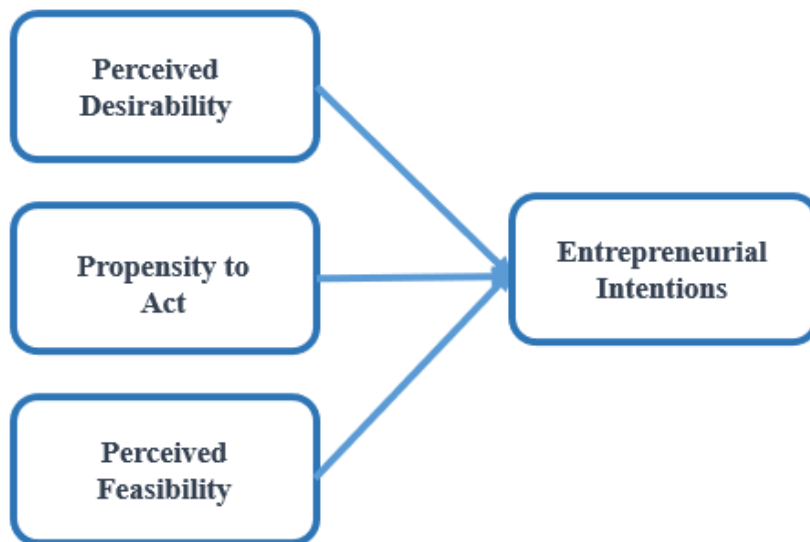 Perceived
Desirability
Propensity to
Act
Perceived
Feasibility
Entrepreneurial
Intentions